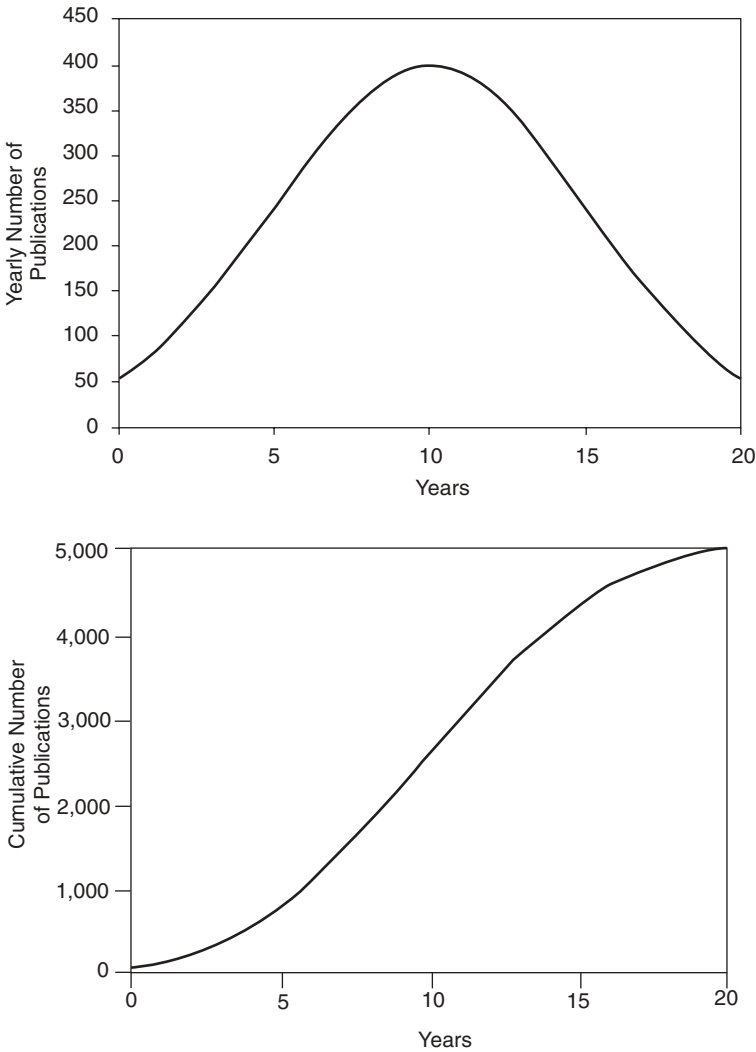 450
400
350
300
250
200
150
100
50
0
Yearly Number of
Publications
0 5 10 15 20
Years
5,000
4,000
3,000
2,000
1,000
0
Cumulative Number
of Publications
0 5 10 15 20
Years